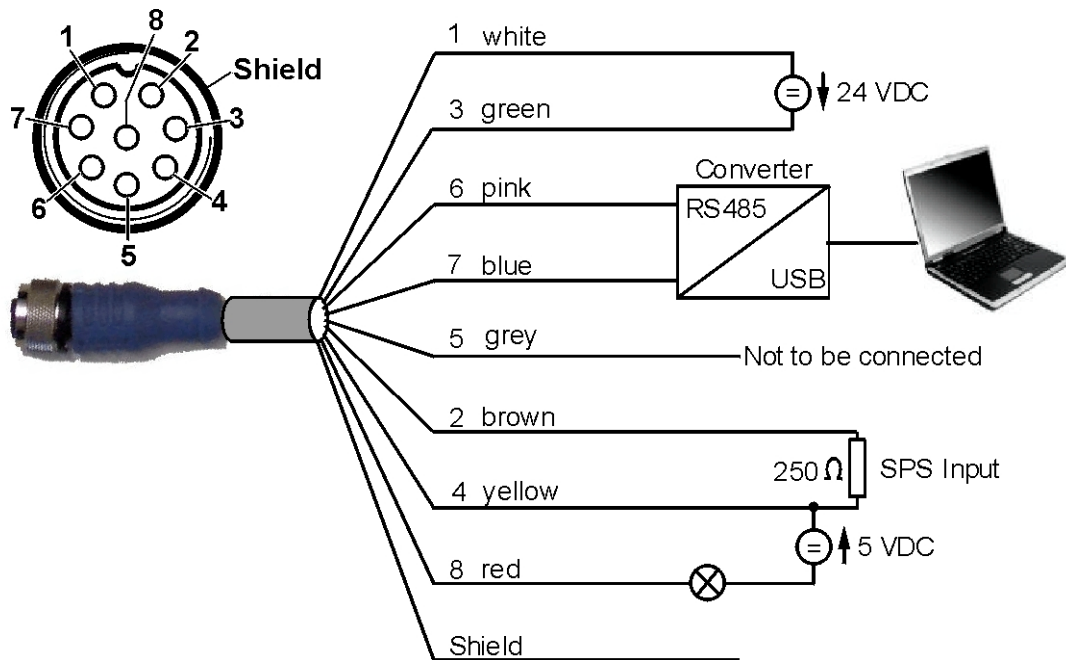 8
1
2
Shield
7
3
6
4
5
1 white
24 VDC
3 green
Converter
6 pink
RS485
7 blue
USB
5 grey
Not to be connected
2 brown
250 Ω SPS Input
4 yellow
5 VDC
8 red
Shield